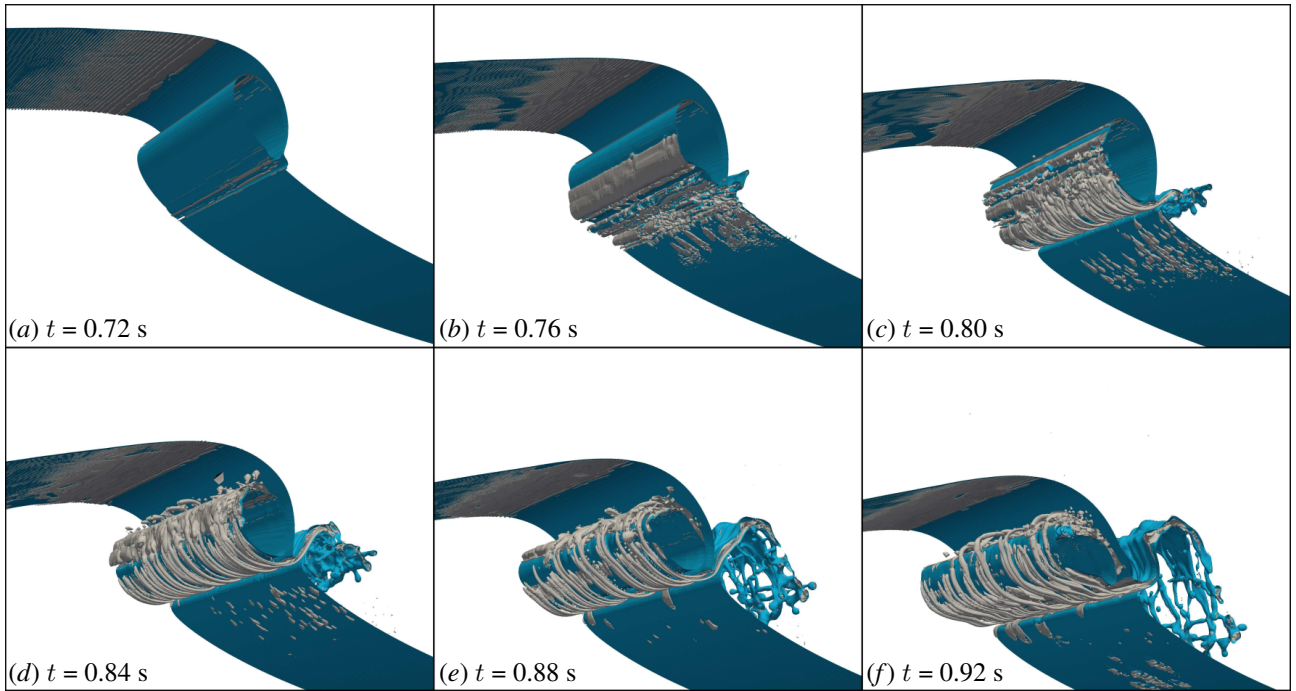 (a) t = 0.72 s
(b) t = 0.76 s
(c) t = 0.80 s
(d) t = 0.84 s
(e) t = 0.88 s
(f) t = 0.92 s